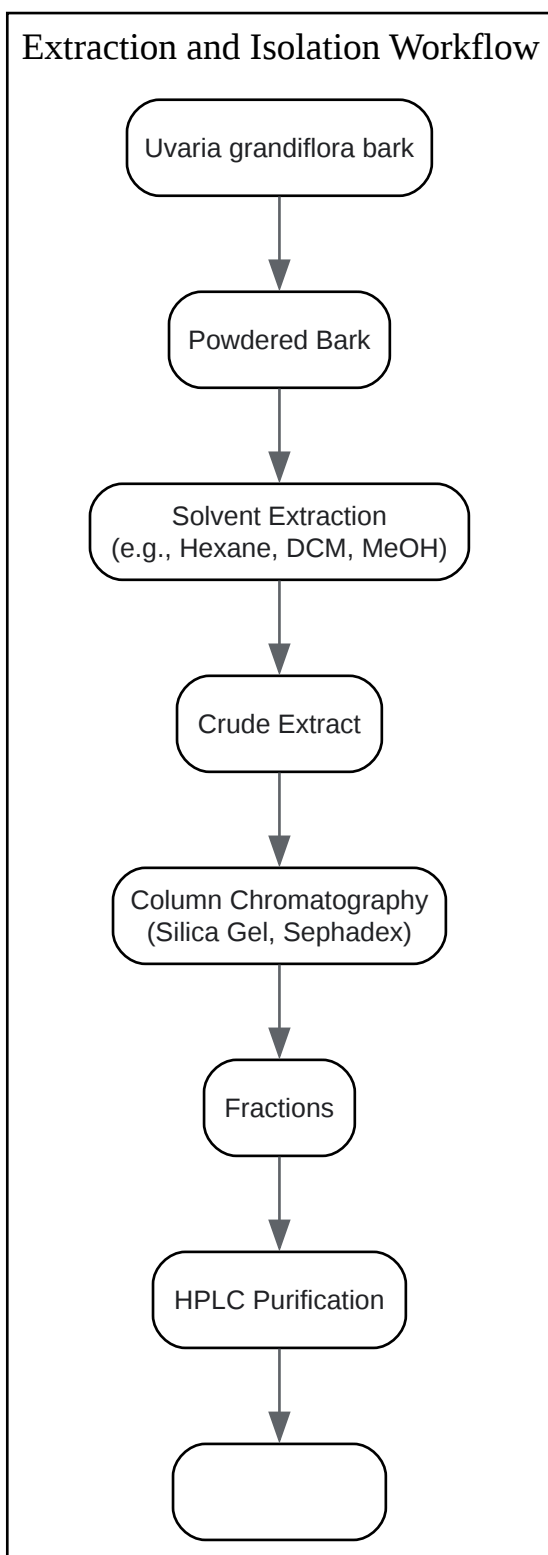 Extraction and Isolation Workflow
Uvaria grandiflora bark
Powdered Bark
Solvent Extraction
(e.g., Hexane, DCM, MeOH)
Crude Extract
Column Chromatography
(Silica Gel, Sephadex)
Fractions
HPLC Purification